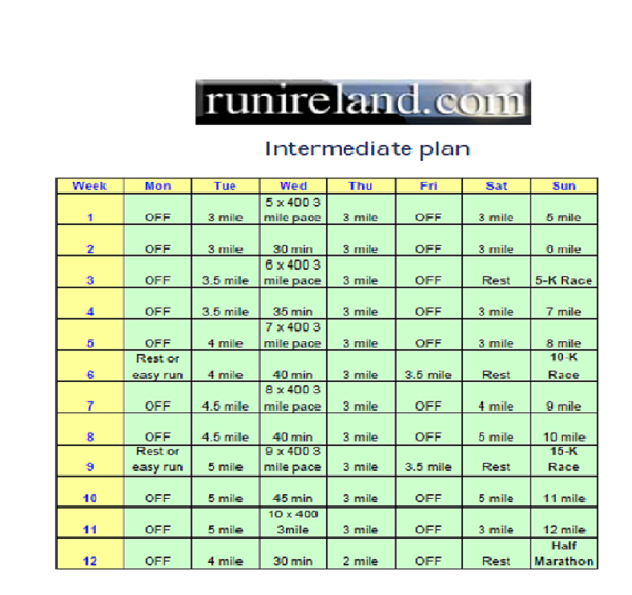 runireland.com
Intermediate plan
Week Mon Tue Wed Thu Fri Sat Sun
1 OFF 3 mile 5 x 400 3 mile pace 3 mile OFF 3 mile 5 mile
2 OFF 3 mile 30 min 3 mile OFF 3 mile 6 mile
3 OFF 3.5 mile 6 x 400 3 mile pace 3 mile OFF Rest 5-K Race
4 OFF 3.5 mile 35 min 3 mile OFF 3 mile 7 mile
5 OFF 4 mile 7 x 400 3 mile pace 3 mile OFF 3 mile 8 mile
6 Rest or easy run 4 mile 40 min 3 mile 3.5 mile Rest 10-K Race
7 OFF 4.5 mile 8 x 400 3 mile pace 3 mile OFF 4 mile 9 mile
8 OFF 4.5 mile 40 min 3 mile OFF 5 mile 10 mile
9 Rest or easy run 5 mile 9 x 400 3 mile pace 3 mile 3.5 mile Rest 15-K Race
10 OFF 5 mile 45 min 3 mile OFF 5 mile 11 mile
11 OFF 5 mile 10 x 400 3mile 3 mile OFF 3 mile 12 mile
12 OFF 4 mile 30 min 2 mile OFF Rest Half Marathon